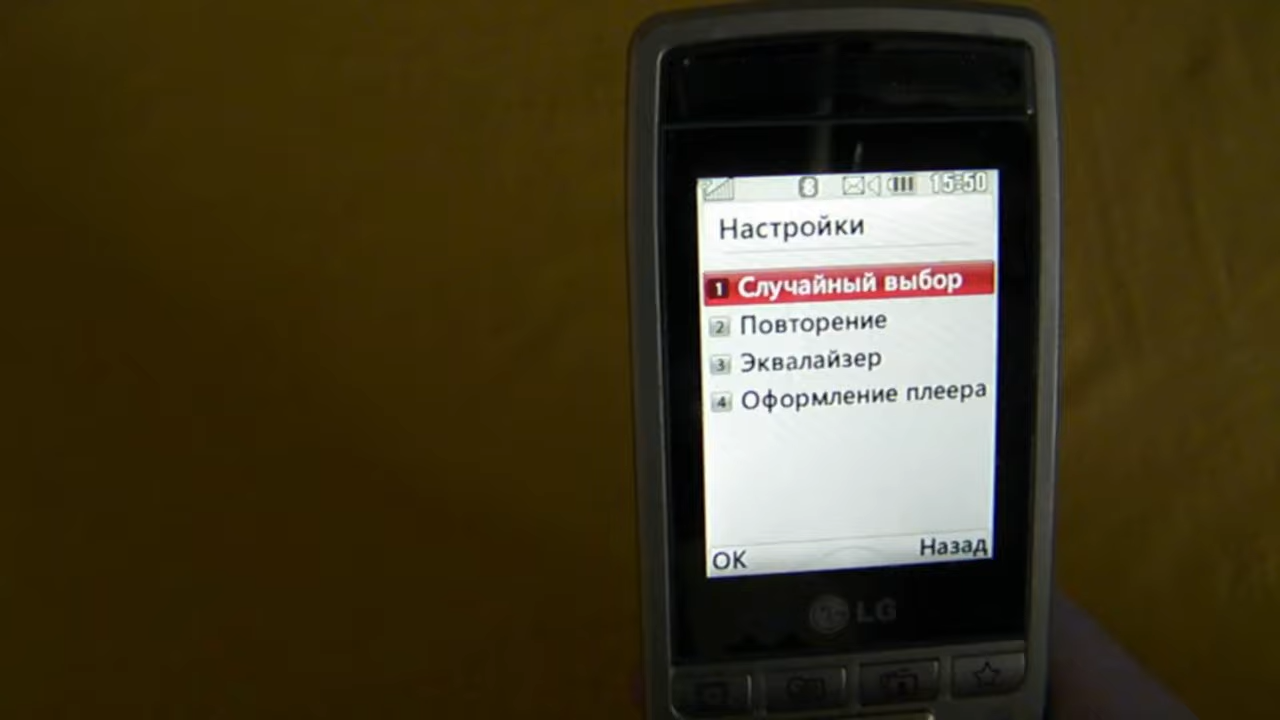 15:50
Настройки
1 Случайный выбор
2 Повторение
3 Эквалайзер
4 Оформление плеера
OK Назад
LG